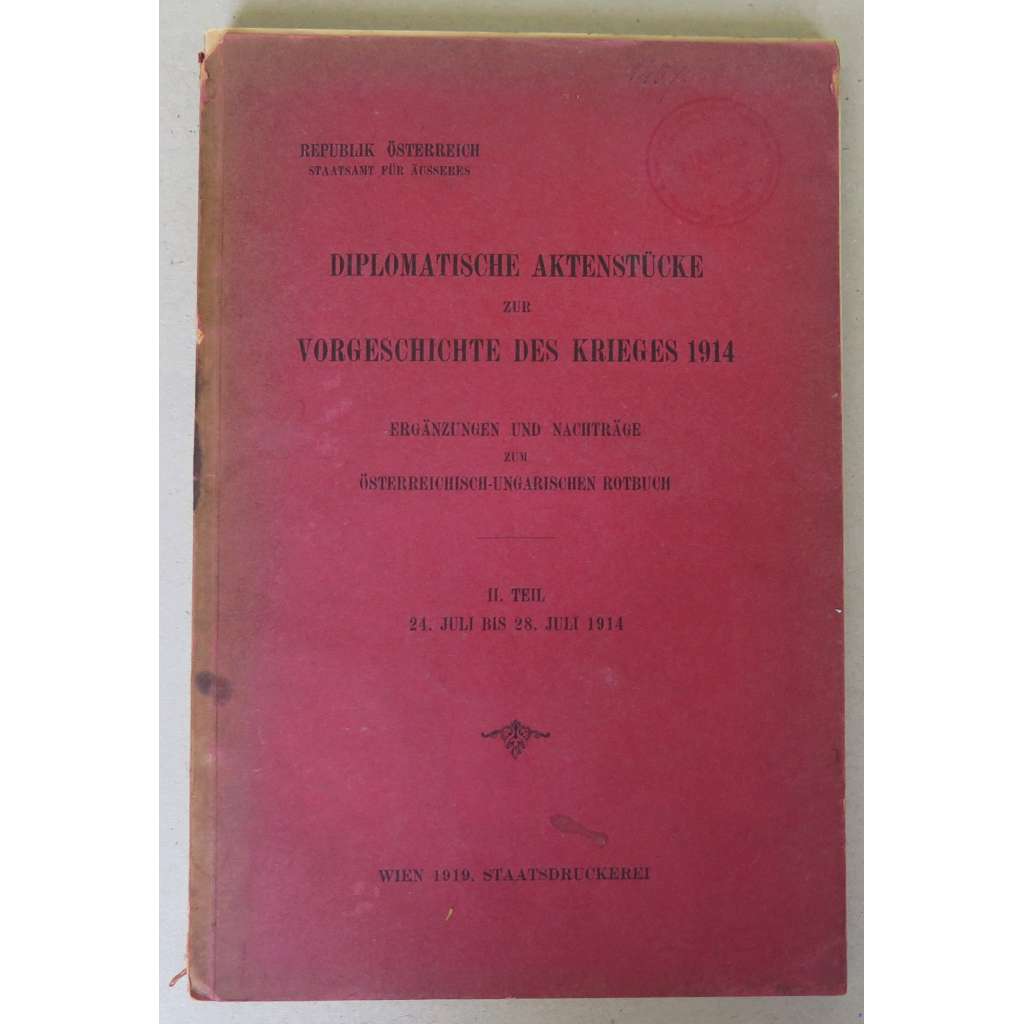 REPUBLIK ÖSTERREICH
STAATSAMT FÜR ÄUSSERES
DIPLOMATISCHE AKTENSTÜCKE
ZUR
VORGESCHICHTE DES KRIEGES 1914
ERGÄNZUNGEN UND NACHTRÄGE
ZUM
ÖSTERREICHISCH-UNGARISCHEN ROTBUCH
II. TEIL
24. JULI BIS 28. JULI 1914
WIEN 1919. STAATSDRUCKEREI